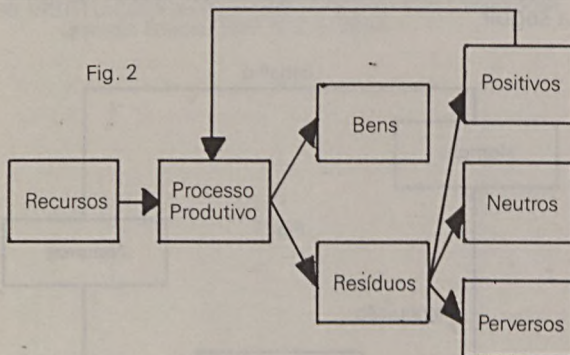 Fig. 2
Recursos
Processo
Produtivo
Bens
Resíduos
Positivos
Neutros
Perversos